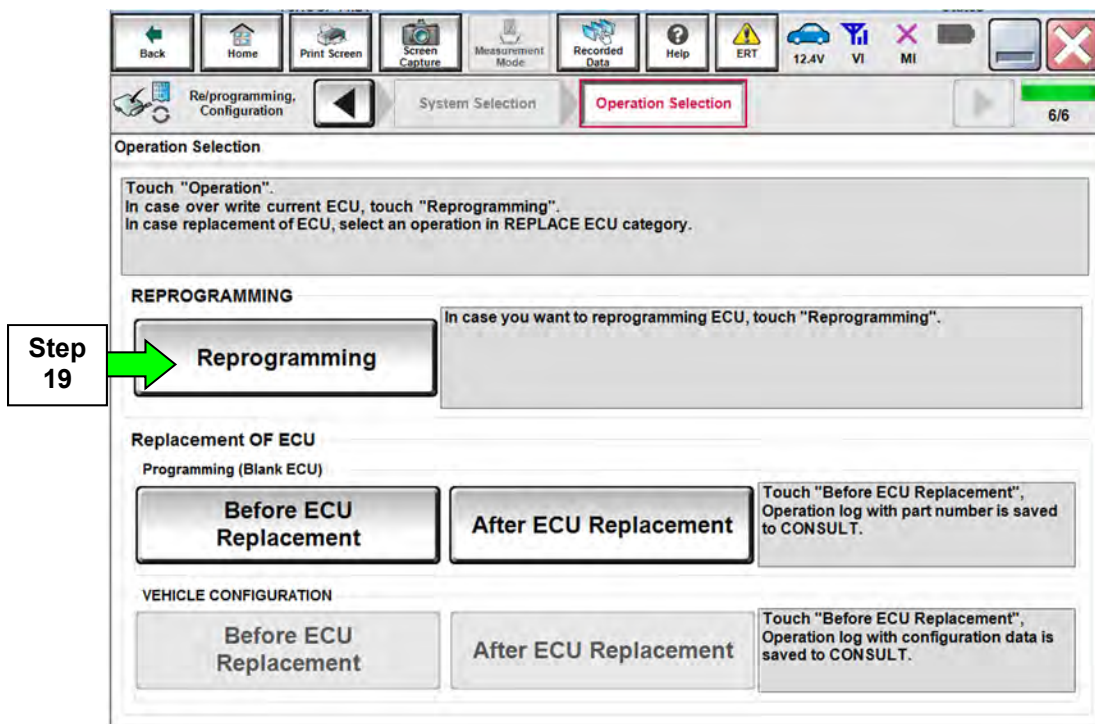 Back
Home
Print Screen
Screen
Capture
Measurement
Mode
Recorded
Data
Help
ERT
12.4V
VI
MI
Re/programming,
Configuration
System Selection
Operation Selection
6/6
Operation Selection
Touch "Operation".
In case over write current ECU, touch "Reprogramming".
In case replacement of ECU, select an operation in REPLACE ECU category.
REPROGRAMMING
Step
19
Reprogramming
In case you want to reprogramming ECU, touch "Reprogramming".
Replacement OF ECU
Programming (Blank ECU)
Before ECU
Replacement
After ECU Replacement
Touch "Before ECU Replacement",
Operation log with part number is saved
to CONSULT.
VEHICLE CONFIGURATION
Before ECU
Replacement
After ECU Replacement
Touch "Before ECU Replacement",
Operation log with configuration data is
saved to CONSULT.